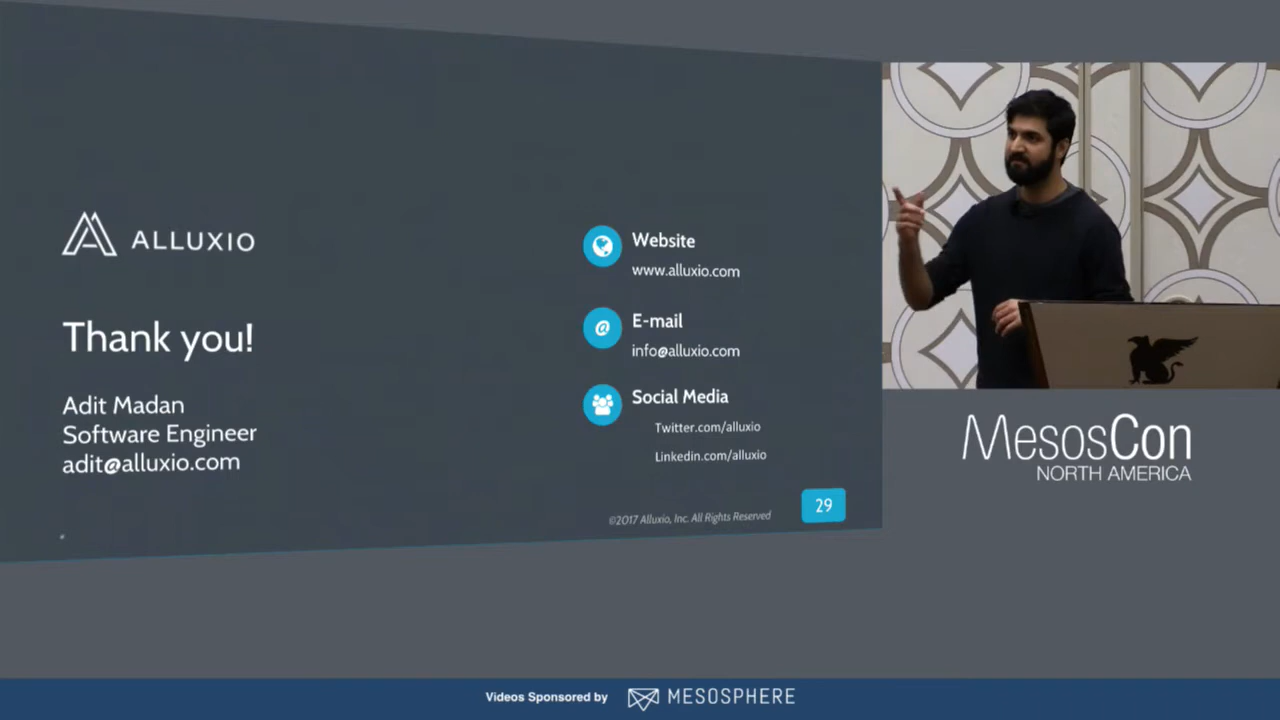 ALLUXIO
Thank you!
Adit Madan
Software Engineer
adit@alluxio.com
Website
www.alluxio.com
E-mail
info@alluxio.com
Social Media
Twitter.com/alluxio
Linkedin.com/alluxio
©2017 Alluxio, Inc. All Rights Reserved
29
MesosCon
NORTH AMERICA
Videos Sponsored by
MESOSPHERE